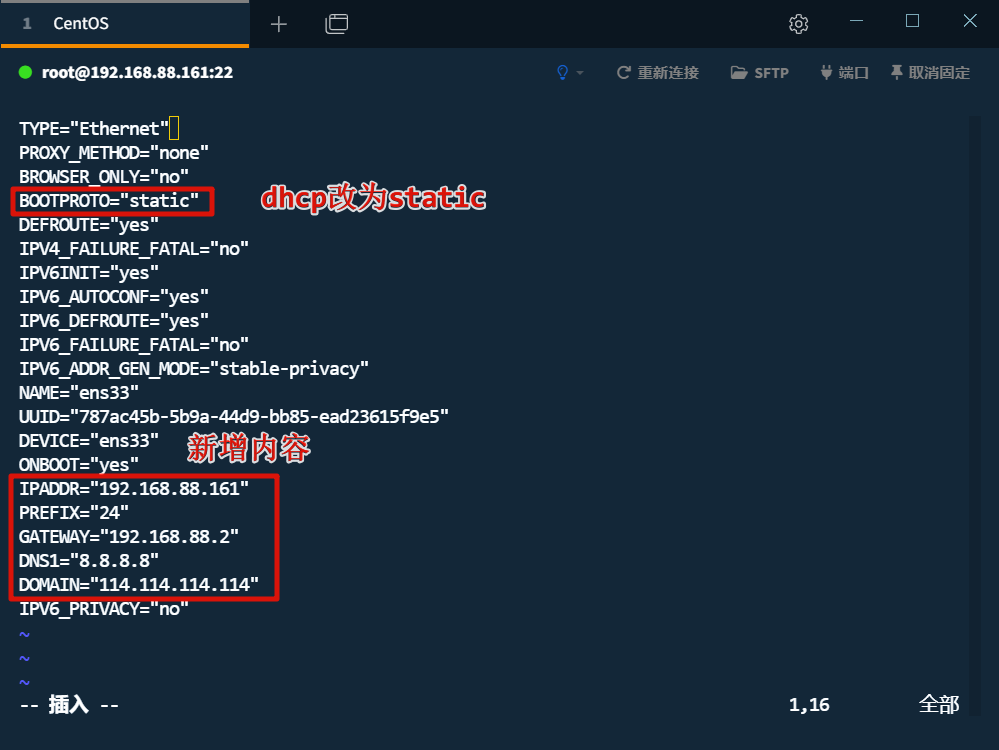 1 CentOS
root@192.168.88.161:22
重新连接 SFTP 端口 取消固定
TYPE="Ethernet"
PROXY_METHOD="none"
BROWSER_ONLY="no"
BOOTPROTO="static"
dhcp改为static
DEFROUTE="yes"
IPV4_FAILURE_FATAL="no"
IPV6INIT="yes"
IPV6_AUTOCONF="yes"
IPV6_DEFROUTE="yes"
IPV6_FAILURE_FATAL="no"
IPV6_ADDR_GEN_MODE="stable-privacy"
NAME="ens33"
UUID="787ac45b-5b9a-44d9-bb85-ead23615f9e5"
DEVICE="ens33"
新增内容
ONBOOT="yes"
IPADDR="192.168.88.161"
PREFIX="24"
GATEWAY="192.168.88.2"
DNS1="8.8.8.8"
DOMAIN="114.114.114.114"
IPV6_PRIVACY="no"
~
~
~
-- 插入 -- 1,16 全部